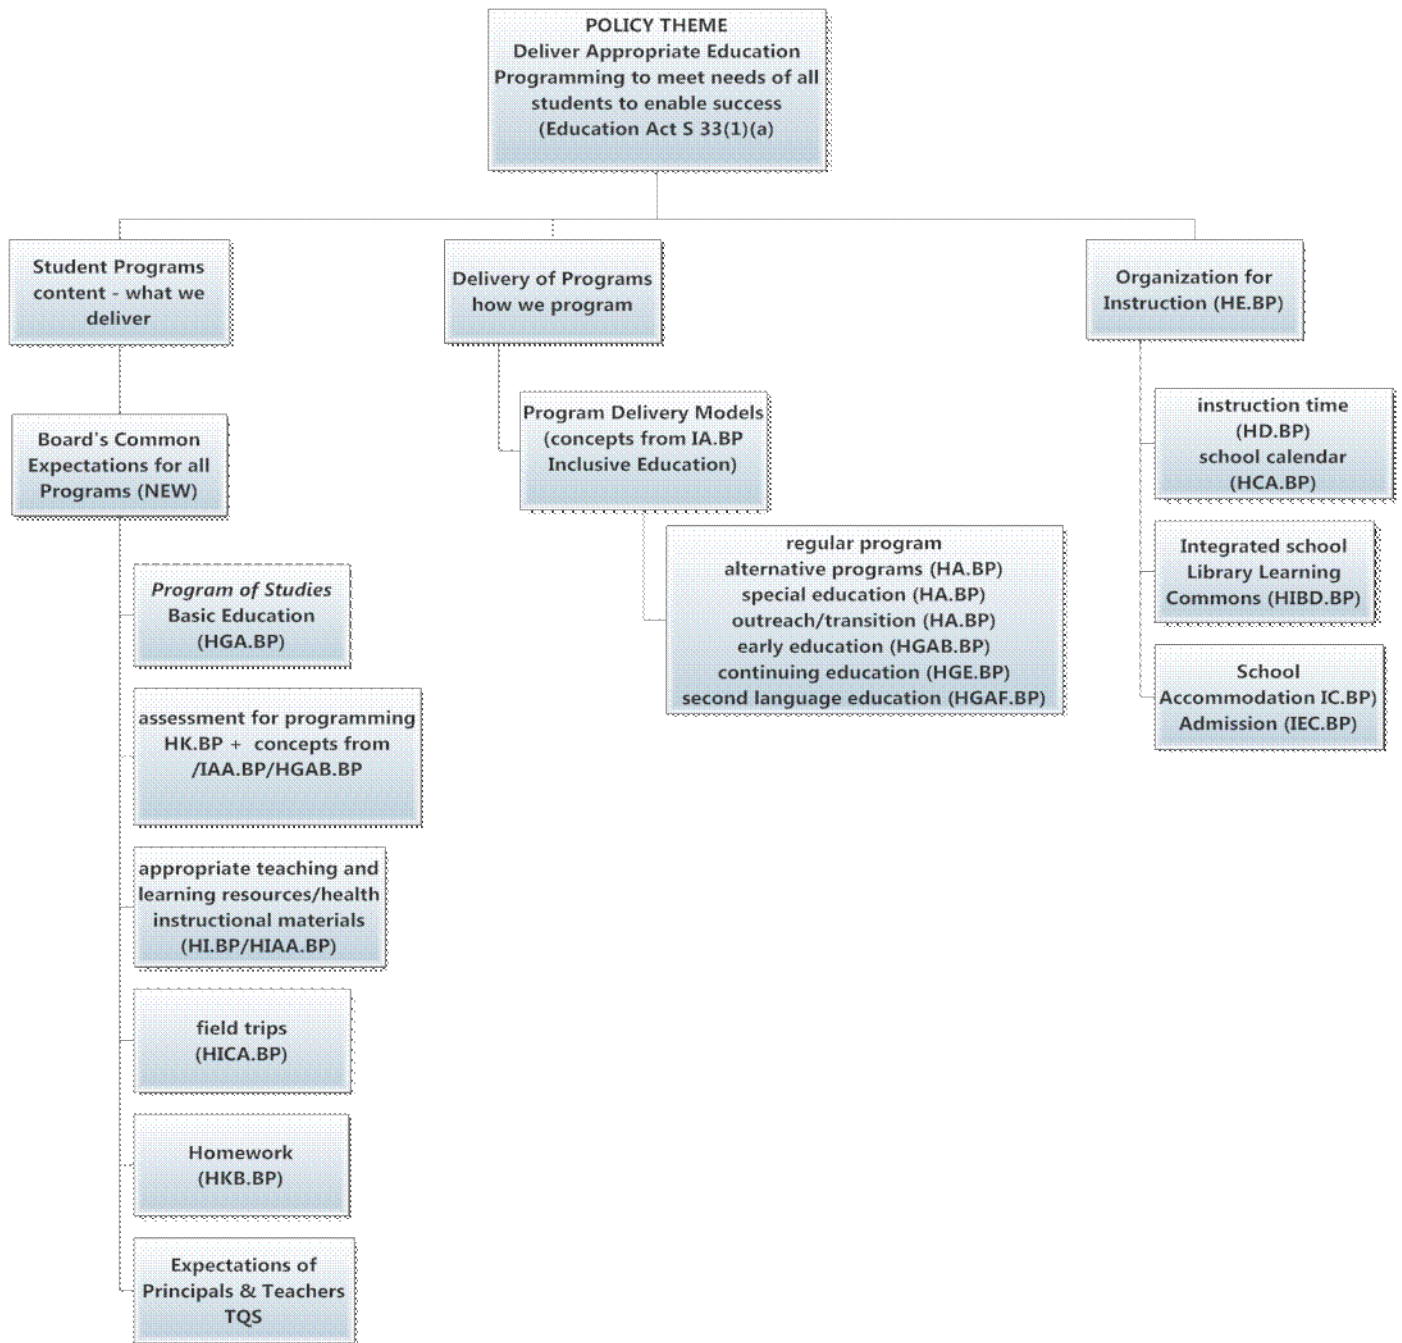 POLICY THEME
Deliver Appropriate Education
Programming to meet needs of all
students to enable success
(Education Act S 33(1)(a)
Student Programs
content - what we
deliver
Delivery of Programs
how we program
Organization for
Instruction (HE.BP)
Board's Common
Expectations for all
Programs (NEW)
Program of Studies
Basic Education
(HGA.BP)
assessment for programming
HK.BP + concepts from
/IAA.BP/HGAB.BP
appropriate teaching and
learning resources/health
instructional materials
(HI.BP/HIAA.BP)
field trips
(HICA.BP)
Homework
(HKB.BP)
Expectations of
Principals & Teachers
TQS
Program Delivery Models
(concepts from IA.BP
Inclusive Education)
regular program
alternative programs (HA.BP)
special education (HA.BP)
outreach/transition (HA.BP)
early education (HGAB.BP)
continuing education (HGE.BP)
second language education (HGAF.BP)
instruction time
(HD.BP)
school calendar
(HCA.BP)
Integrated school
Library Learning
Commons (HIBD.BP)
School
Accommodation IC.BP)
Admission (IEC.BP)